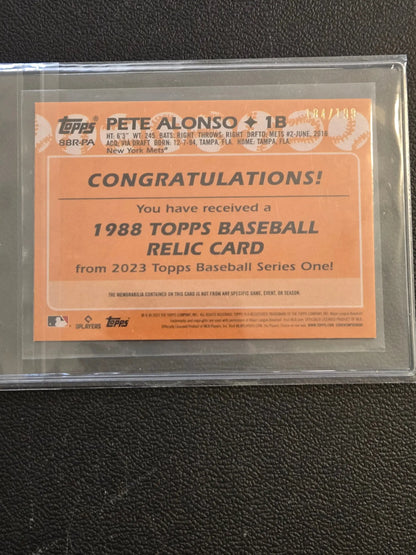 Topps
88R-PA
PETE ALONSO ✦ 1B
184/199
HT: 6'3" WT: 245 BATS: RIGHT THROWS: RIGHT DRFTD: METS #2-JUNE, 2016
ACQ: VIA DRAFT BORN: 12-7-94, TAMPA, FLA. HOME: TAMPA, FLA.
New York Mets®
CONGRATULATIONS!
You have received a
1988 TOPPS BASEBALL
RELIC CARD
from 2023 Topps Baseball Series One!
THE MEMORABILIA CONTAINED ON THIS CARD IS NOT FROM ANY SPECIFIC GAME, EVENT, OR SEASON.
PLAYERS
Topps